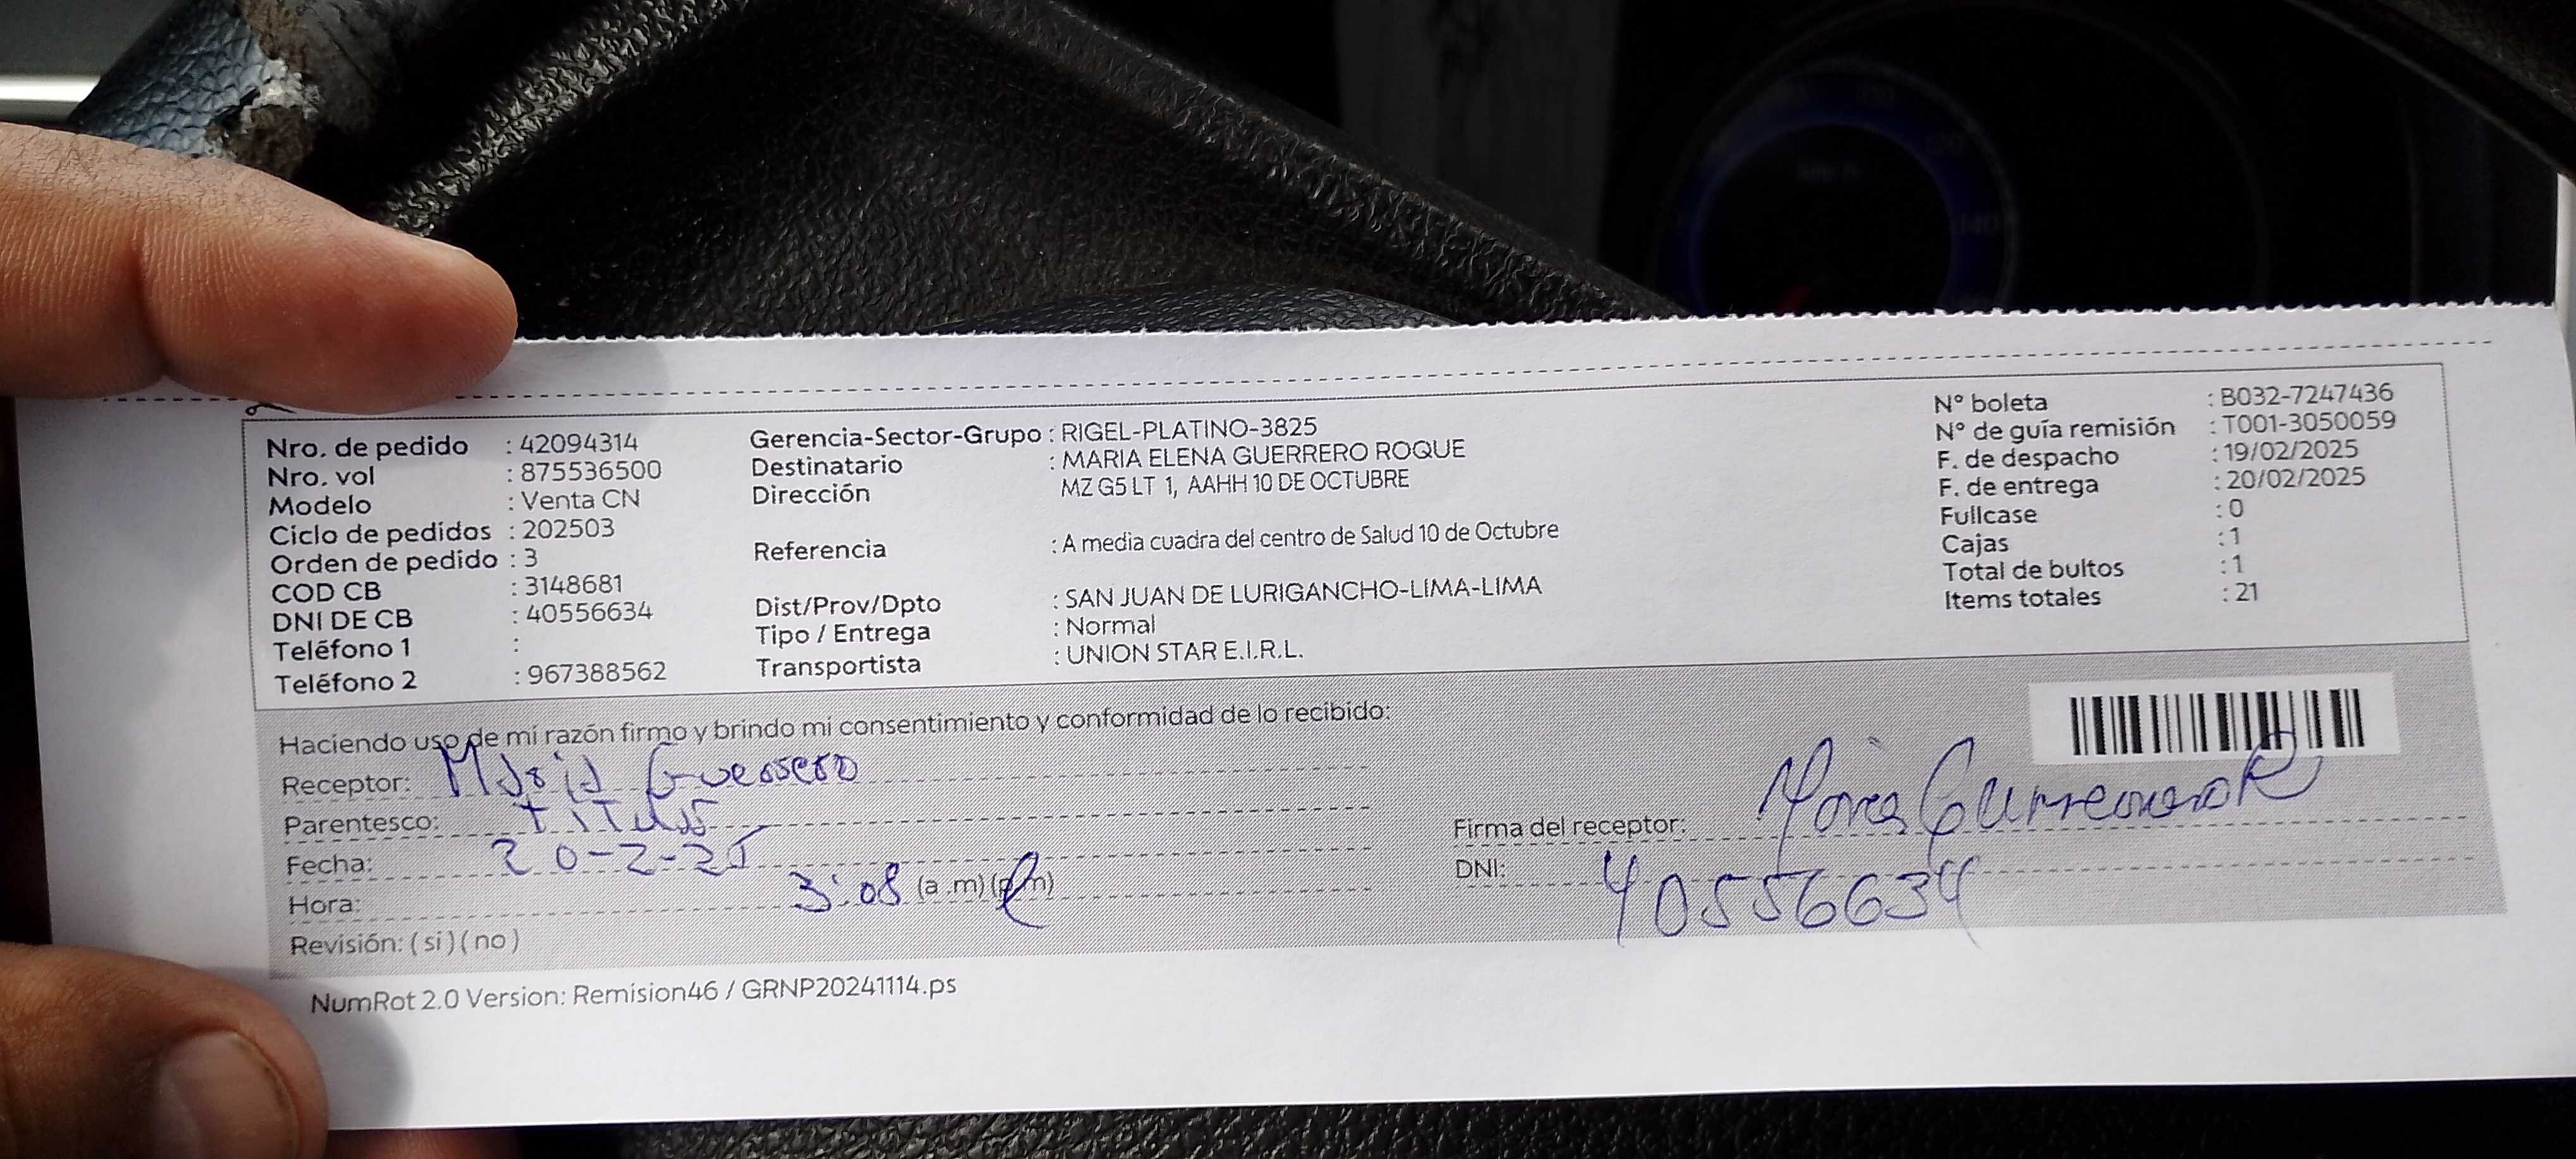 Nro. de pedido : 42094314
Nro. vol : 875536500
Modelo : Venta CN
Ciclo de pedidos : 202503
Orden de pedido : 3
COD CB : 3148681
DNI DE CB : 40556634
Teléfono 1 :
Teléfono 2 : 967388562
Gerencia-Sector-Grupo : RIGEL-PLATINO-3825
Destinatario : MARIA ELENA GUERRERO ROQUE
Dirección MZ G5 LT 1, AAHH 10 DE OCTUBRE
Referencia : A media cuadra del centro de Salud 10 de Octubre
Dist/Prov/Dpto : SAN JUAN DE LURIGANCHO-LIMA-LIMA
Tipo / Entrega : Normal
Transportista : UNION STAR E.I.R.L.
N° boleta : B032-7247436
N° de guía remisión : T001-3050059
F. de despacho : 19/02/2025
F. de entrega : 20/02/2025
Fullcase : 0
Cajas : 1
Total de bultos : 1
Items totales : 21
Haciendo uso de mi razón firmo y brindo mi consentimiento y conformidad de lo recibido:
Receptor: Maria Guerrero
Parentesco:
Fecha: 20-2-25
Hora: 3:08 (a.m) (p.m)
Revisión: (si) (no)
Firma del receptor:
DNI: 40556634
NumRot 2.0 Version: Remision46 / GRNP20241114.ps